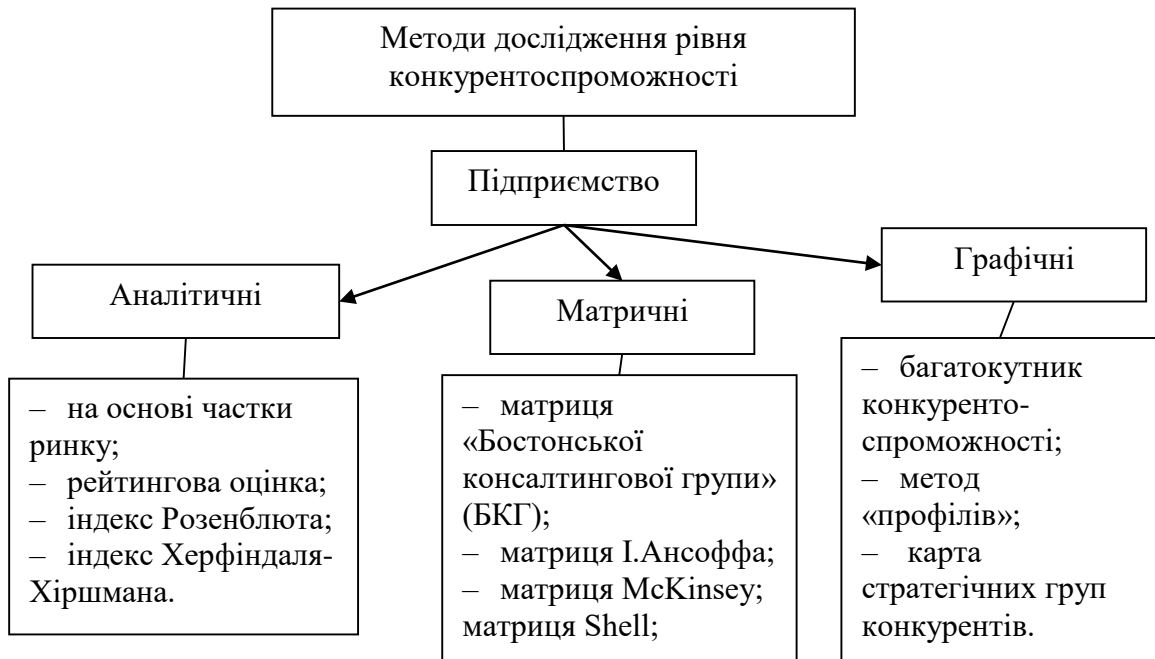 Методи дослідження рівня
конкурентоспроможності
Підприємство
Аналітичні
– на основі частки
ринку;
– рейтингова оцінка;
– індекс Розенблюта;
– індекс Херфіндаля-
Хіршмана.
Матричні
– матриця
«Бостонської
консалтингової групи»
(БКГ);
– матриця І.Ансоффа;
– матриця McKinsey;
матриця Shell;
Графічні
– багатокутник
конкуренто-
спроможності;
– метод
«профілів»;
– карта
стратегічних груп
конкурентів.